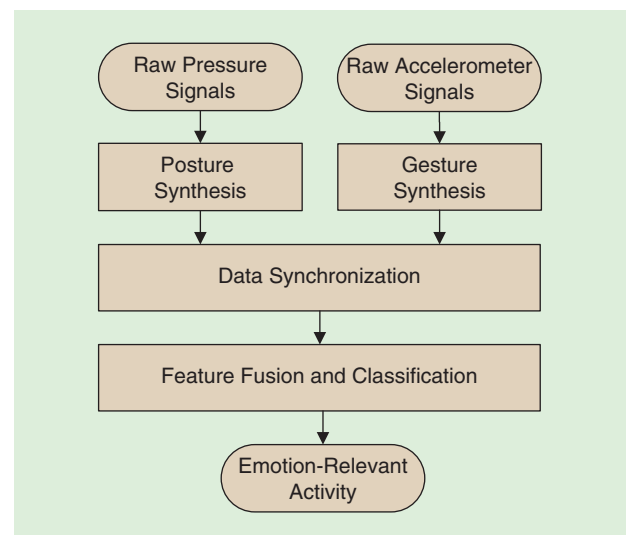 Raw Pressure
Signals
Raw Accelerometer
Signals
Posture
Synthesis
Gesture
Synthesis
Data Synchronization
Feature Fusion and Classification
Emotion-Relevant
Activity